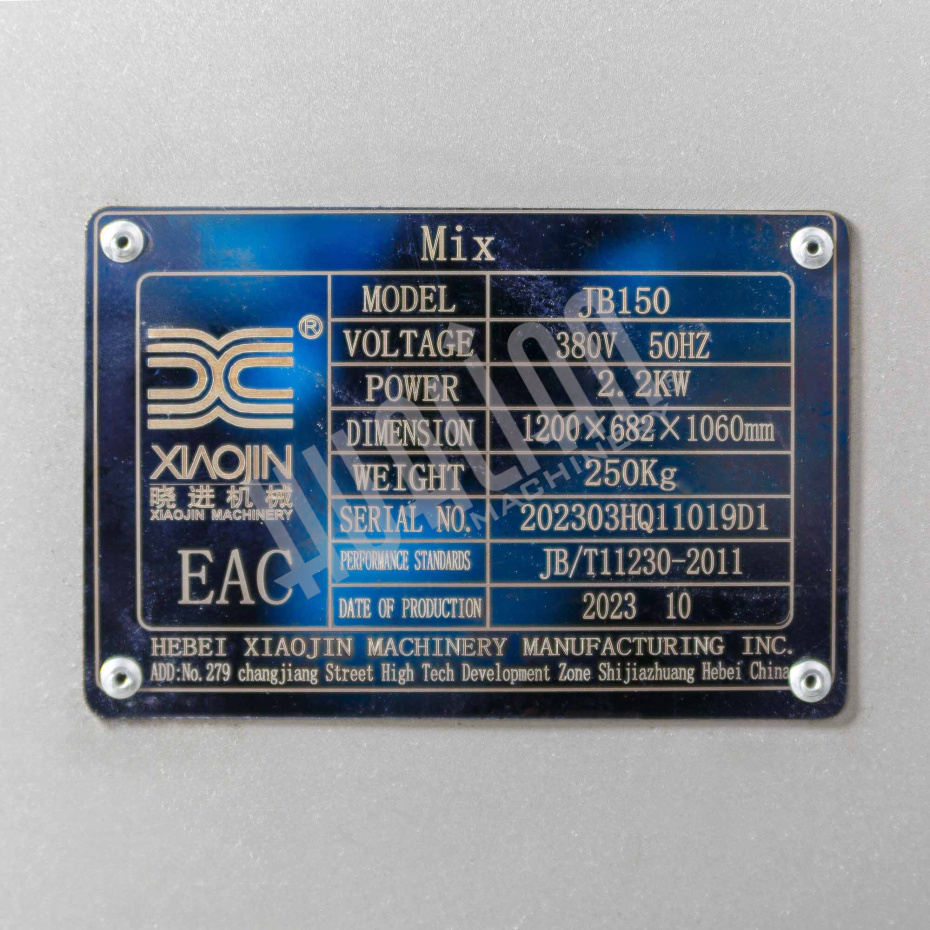 Mix
MODEL JB150
VOLTAGE 380V 50HZ
POWER 2.2KW
DIMENSION 1200×682×1060mm
WEIGHT 250Kg
SERIAL NO. 202303HQ11019D1
PERFORMANCE STANDARDS JB/T11230-2011
DATE OF PRODUCTION 2023 10
®
XIAOJIN
晓进机械
XIAOJIN MACHINERY
EAC
HEBEI XIAOJIN MACHINERY MANUFACTURING INC.
ADD:No.279 changjiang Street High Tech Development Zone Shijiazhuang Hebei China
MACHINERY